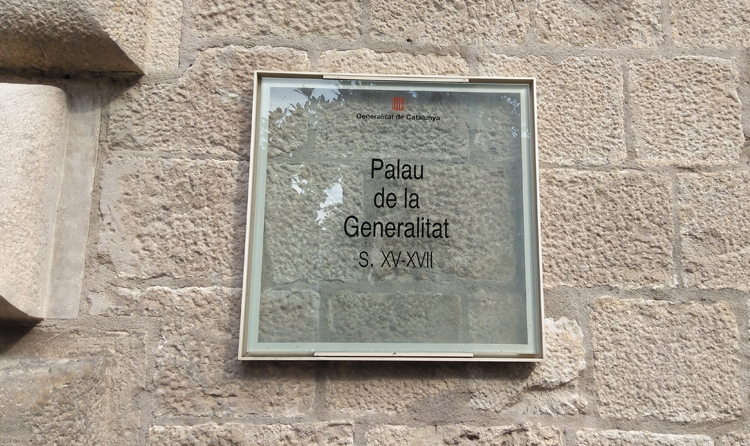 Generalitat de Catalunya
Palau
de la
Generalitat
S. XV-XVII